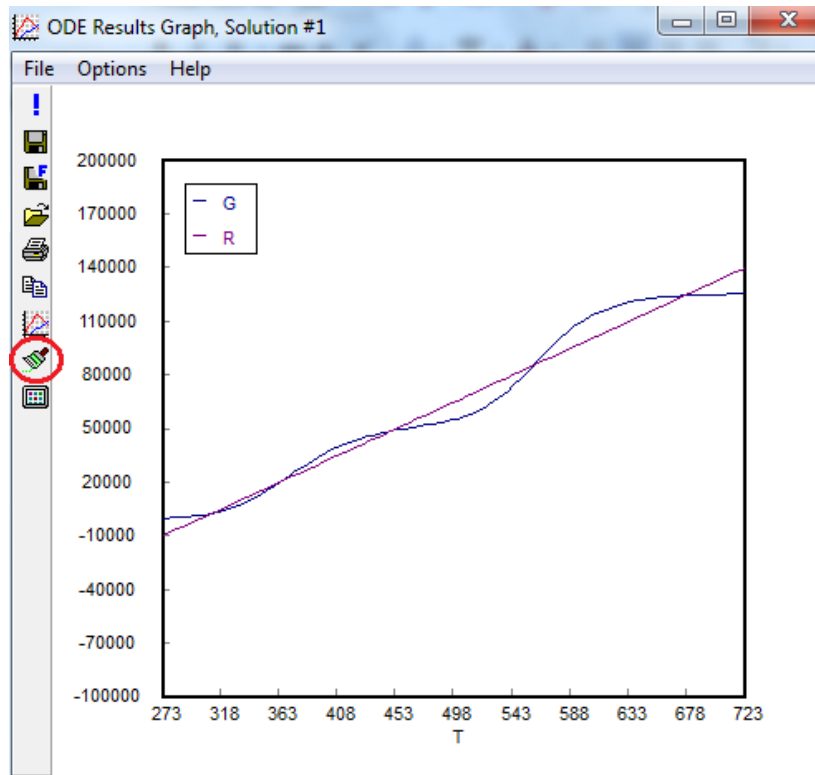 ODE Results Graph, Solution #1
File Options Help
G
R
200000
170000
140000
110000
80000
50000
20000
-10000
-40000
-70000
-100000
273 318 363 408 453 498 543 588 633 678 723
T